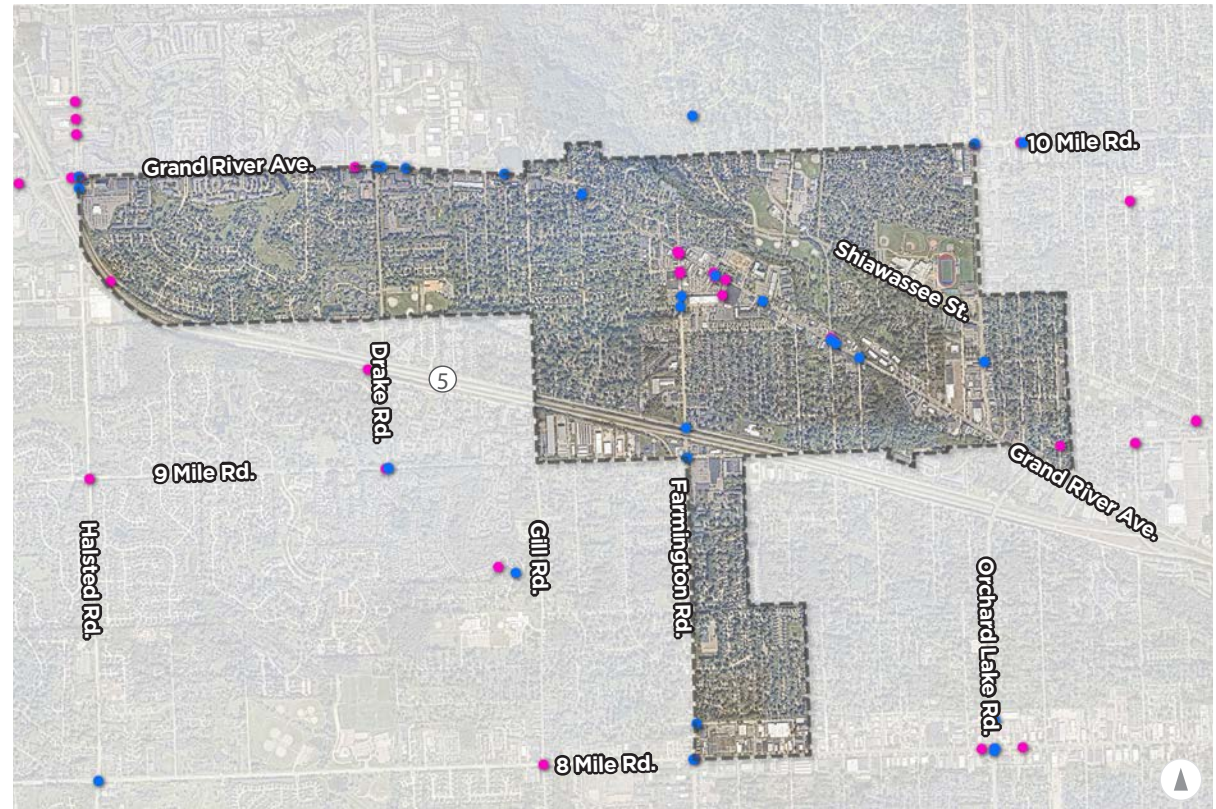 10 Mile Rd.
Grand River Ave.
Shiawassee St.
Drake Rd.
5
9 Mile Rd.
Grand River Ave.
Farmington Rd.
Halsted Rd.
Gill Rd.
Orchard Lake Rd.
8 Mile Rd.